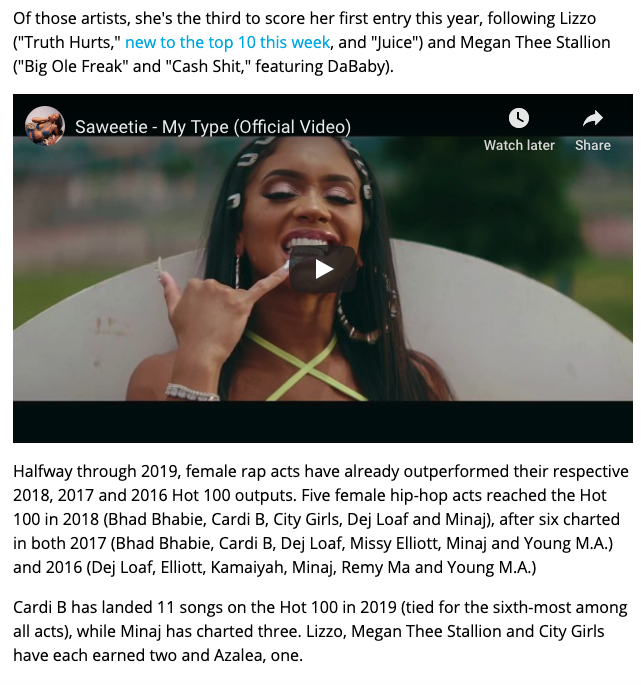 Of those artists, she's the third to score her first entry this year, following Lizzo
("Truth Hurts," new to the top 10 this week, and "Juice") and Megan Thee Stallion
("Big Ole Freak" and "Cash Shit," featuring DaBaby).
Saweetie - My Type (Official Video)
Watch later
Share
Halfway through 2019, female rap acts have already outperformed their respective
2018, 2017 and 2016 Hot 100 outputs. Five female hip-hop acts reached the Hot
100 in 2018 (Bhad Bhabie, Cardi B, City Girls, Dej Loaf and Minaj), after six charted
in both 2017 (Bhad Bhabie, Cardi B, Dej Loaf, Missy Elliott, Minaj and Young M.A.)
and 2016 (Dej Loaf, Elliott, Kamaiyah, Minaj, Remy Ma and Young M.A.)
Cardi B has landed 11 songs on the Hot 100 in 2019 (tied for the sixth-most among
all acts), while Minaj has charted three. Lizzo, Megan Thee Stallion and City Girls
have each earned two and Azalea, one.